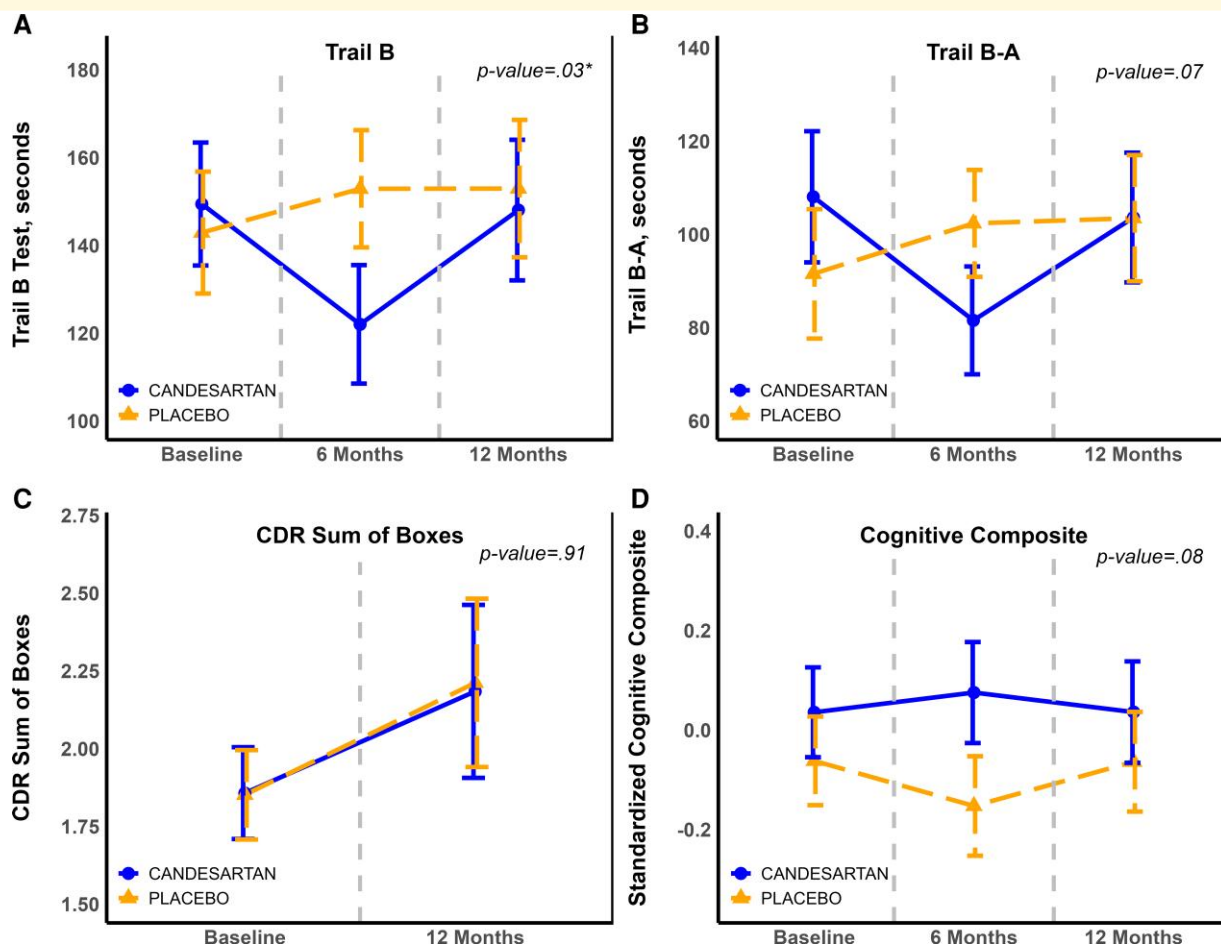 A
Trail B
p-value=.03*
Trail B Test, seconds
180
160
140
120
100
CANDESARTAN
PLACEBO
Baseline
6 Months
12 Months
B
Trail B-A
p-value=.07
Trail B-A, seconds
140
120
100
80
60
CANDESARTAN
PLACEBO
Baseline
6 Months
12 Months
C
CDR Sum of Boxes
p-value=.91
CDR Sum of Boxes
2.75
2.50
2.25
2.00
1.75
1.50
CANDESARTAN
PLACEBO
Baseline
12 Months
D
Cognitive Composite
p-value=.08
Standardized Cognitive Composite
0.4
0.2
0.0
-0.2
CANDESARTAN
PLACEBO
Baseline
6 Months
12 Months